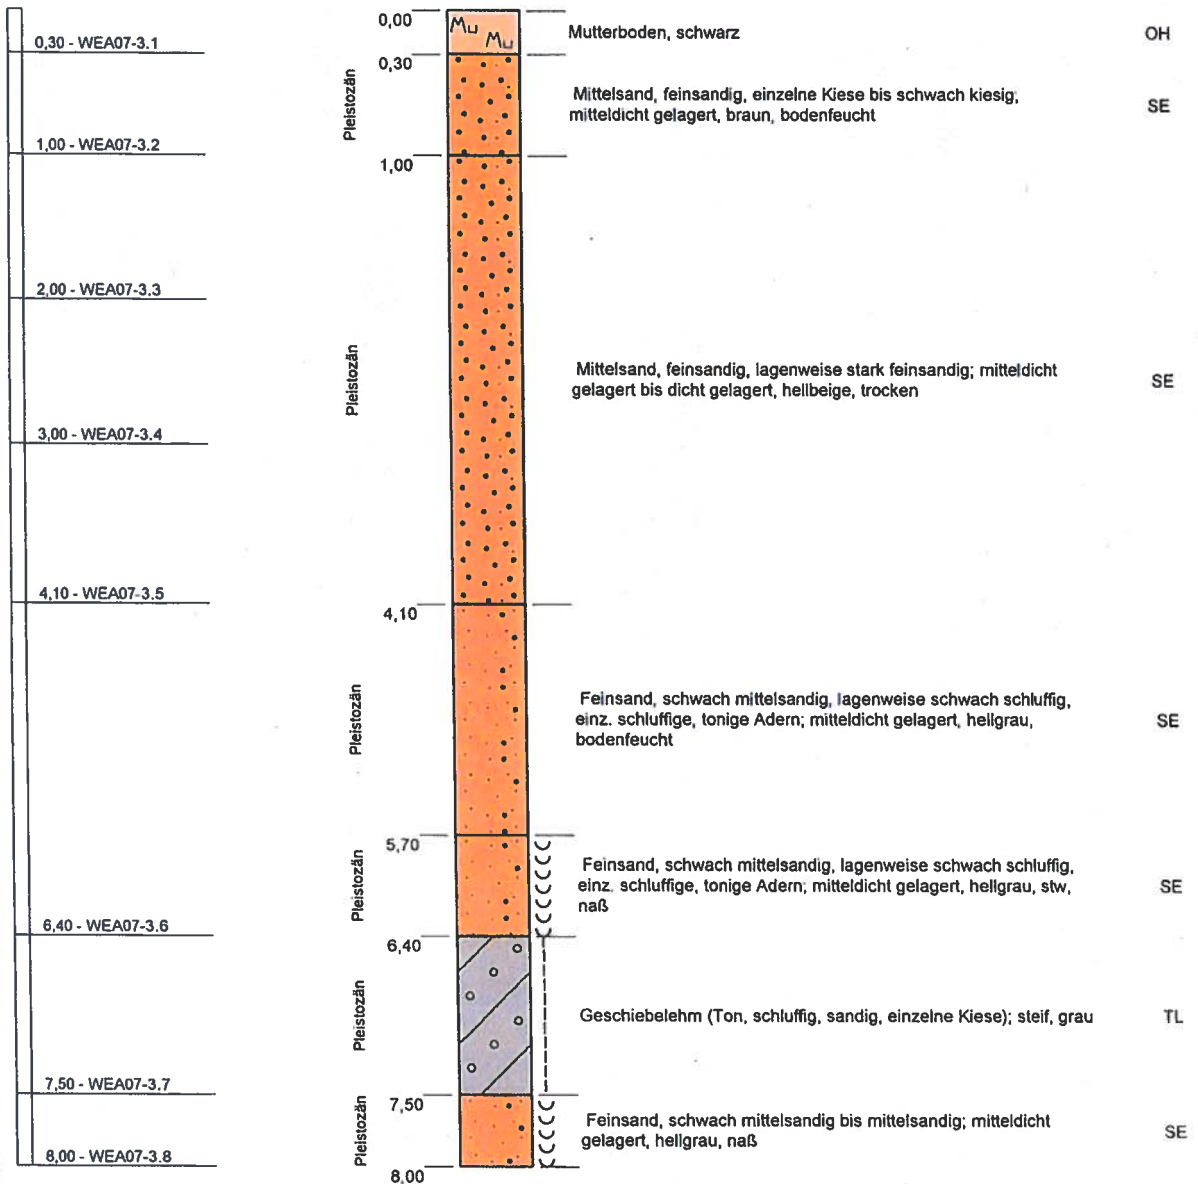 0,00
Mu
Mu
Mutterboden, schwarz
OH
0,30 - WEA07-3.1
0,30
Pleistozän
Mittelsand, feinsandig, einzelne Kiese bis schwach kiesig;
mitteldicht gelagert, braun, bodenfeucht
SE
1,00 - WEA07-3.2
1,00
2,00 - WEA07-3.3
Pleistozän
Mittelsand, feinsandig, lagenweise stark feinsandig; mitteldicht
gelagert bis dicht gelagert, hellbeige, trocken
SE
3,00 - WEA07-3.4
4,10 - WEA07-3.5
4,10
Pleistozän
Feinsand, schwach mittelsandig, lagenweise schwach schluffig,
einz. schluffige, tonige Adern; mitteldicht gelagert, hellgrau,
bodenfeucht
SE
5,70
Pleistozän
Feinsand, schwach mittelsandig, lagenweise schwach schluffig,
einz. schluffige, tonige Adern; mitteldicht gelagert, hellgrau, stw,
naß
SE
6,40 - WEA07-3.6
6,40
Pleistozän
Geschiebelehm (Ton, schluffig, sandig, einzelne Kiese); steif, grau
TL
7,50 - WEA07-3.7
7,50
Pleistozän
Feinsand, schwach mittelsandig bis mittelsandig; mitteldicht
gelagert, hellgrau, naß
SE
8,00 - WEA07-3.8
8,00